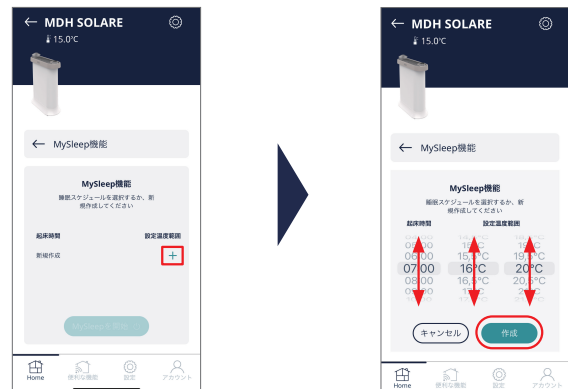 MDH SOLARE
15.0℃
MySleep機能
MySleep機能
睡眠スケジュールを選択するか、新
規作成してください
起床時間 設定温度範囲
新規作成 +
MySleepを開始
Home 便利な機能 設定 アカウント
MDH SOLARE
15.0℃
MySleep機能
MySleep機能
睡眠スケジュールを選択するか、新
規作成してください
起床時間 設定温度範囲
06:00 15,5°C 19,5°C
07:00 16°C 20°C
08:00 16,5°C 20,5°C
キャンセル 作成
Home 便利な機能 設定 アカウント